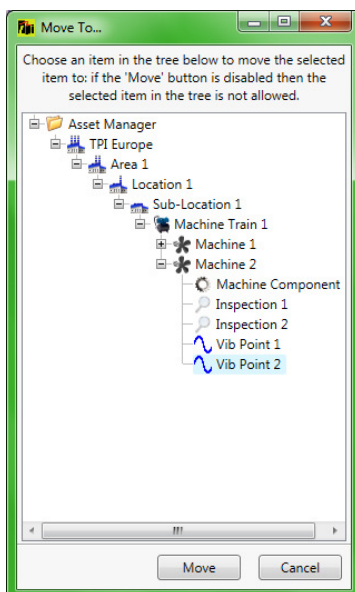 Move To...
Choose an item in the tree below to move the selected
item to: if the 'Move' button is disabled then the
selected item in the tree is not allowed.
Asset Manager
TPI Europe
Area 1
Location 1
Sub-Location 1
Machine Train 1
Machine 1
Machine 2
Machine Component
Inspection 1
Inspection 2
Vib Point 1
Vib Point 2
Move
Cancel